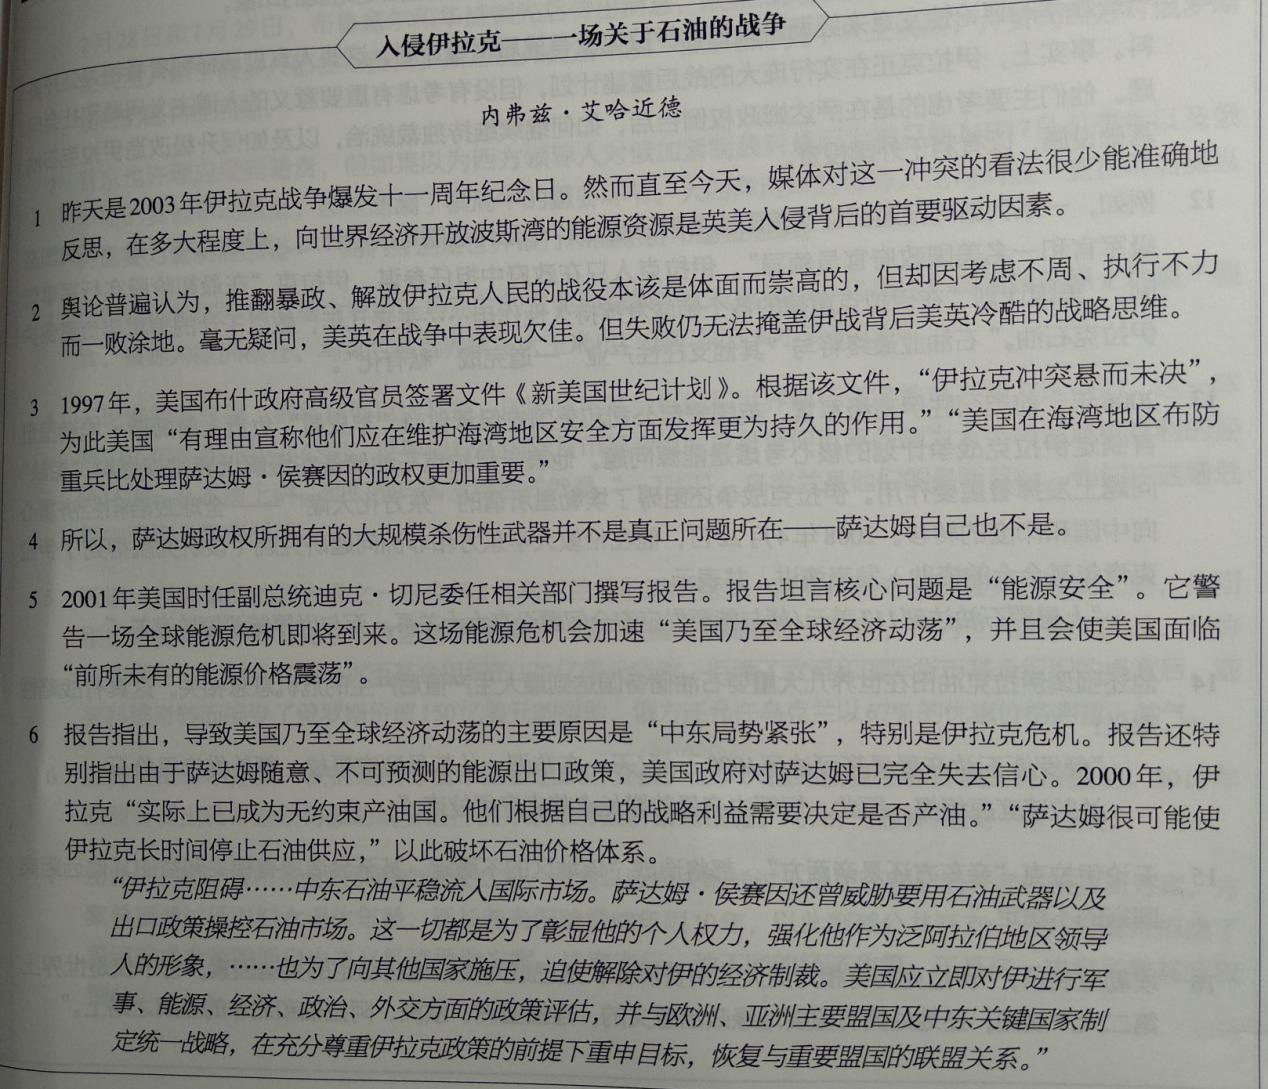 入侵伊拉克——一场关于石油的战争
内弗兹·艾哈近德
1 昨天是2003年伊拉克战争爆发十一周年纪念日。然而直至今天，媒体对这一冲突的看法很少能准确地
反思，在多大程度上，向世界经济开放波斯湾的能源资源是英美入侵背后的首要驱动因素。
2 舆论普遍认为，推翻暴政、解放伊拉克人民的战役本该是体面而崇高的，但却因考虑不周、执行不力
而一败涂地。毫无疑问，美英在战争中表现欠佳。但失败仍无法掩盖伊战背后美英冷酷的战略思维。
3 1997年，美国布什政府高级官员签署文件《新美国世纪计划》。根据该文件，“伊拉克冲突悬而未决”，
为此美国“有理由宣称他们应在维护海湾地区安全方面发挥更为持久的作用。”“美国在海湾地区布防
重兵比处理萨达姆·侯赛因的政权更加重要。”
4 所以，萨达姆政权所拥有的大规模杀伤性武器并不是真正问题所在——萨达姆自己也不是。
5 2001年美国时任副总统迪克·切尼委任相关部门撰写报告。报告坦言核心问题是“能源安全”。它警
告一场全球能源危机即将到来。这场能源危机会加速“美国乃至全球经济动荡”，并且会使美国面临
“前所未有的能源价格震荡”。
6 报告指出，导致美国乃至全球经济动荡的主要原因是“中东局势紧张”，特别是伊拉克危机。报告还特
别指出由于萨达姆随意、不可预测的能源出口政策，美国政府对萨达姆已完全失去信心。2000年，伊
拉克“实际上已成为无约束产油国。他们根据自己的战略利益需要决定是否产油。”“萨达姆很可能使
伊拉克长时间停止石油供应，”以此破坏石油价格体系。
“伊拉克阻碍……中东石油平稳流入国际市场。萨达姆·侯赛因还曾威胁要用石油武器以及
出口政策操控石油市场。这一切都是为了彰显他的个人权力，强化他作为泛阿拉伯地区领导
人的形象，……也为了向其他国家施压，迫使解除对伊的经济制裁。美国应立即对伊进行军
事、能源、经济、政治、外交方面的政策评估，并与欧洲、亚洲主要盟国及中东关键国家制
定统一战略，在充分尊重伊拉克政策的前提下重申目标，恢复与重要盟国的联盟关系。”